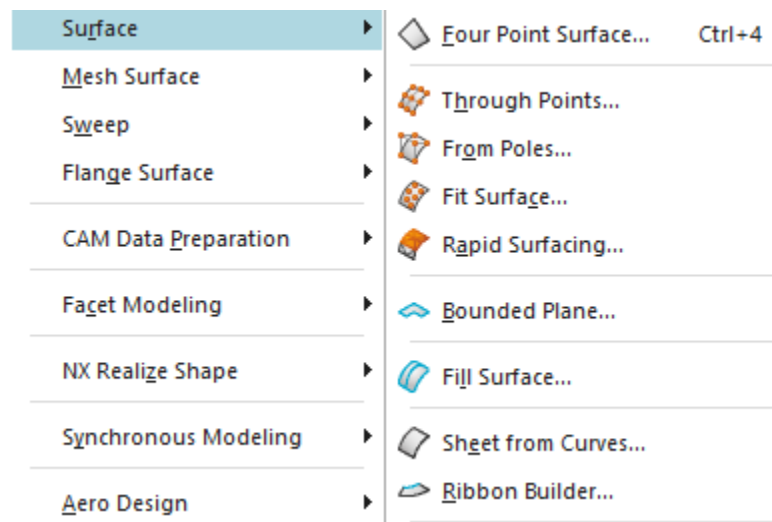 Surface
Mesh Surface
Sweep
Flange Surface
CAM Data Preparation
Facet Modeling
NX Realize Shape
Synchronous Modeling
Aero Design
Four Point Surface... Ctrl+4
Through Points...
From Poles...
Fit Surface...
Rapid Surfacing...
Bounded Plane...
Fill Surface...
Sheet from Curves...
Ribbon Builder...